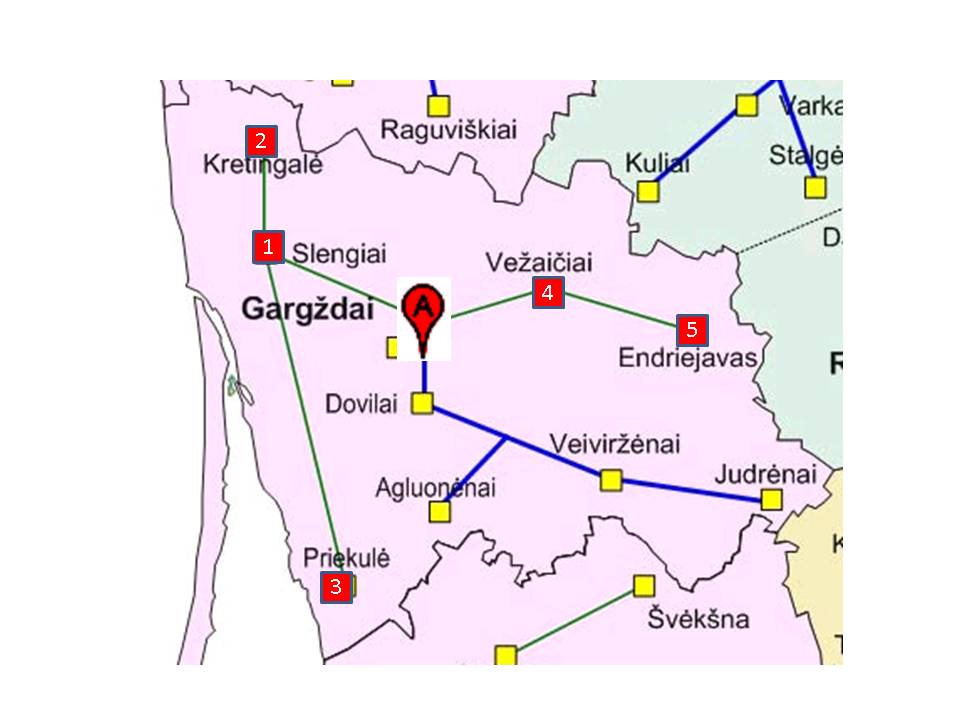 Raguviškiai
Varka
2
Kretingalė
Kuliai
Stalgė
1
Slengiai
D.
Vežaičiai
4
Gargždai
A
5
Endriejavas
R
Dovilai
Veiviržėnai
Judrėnai
Agluonėnai
K
Priekulė
3
Švėkšna